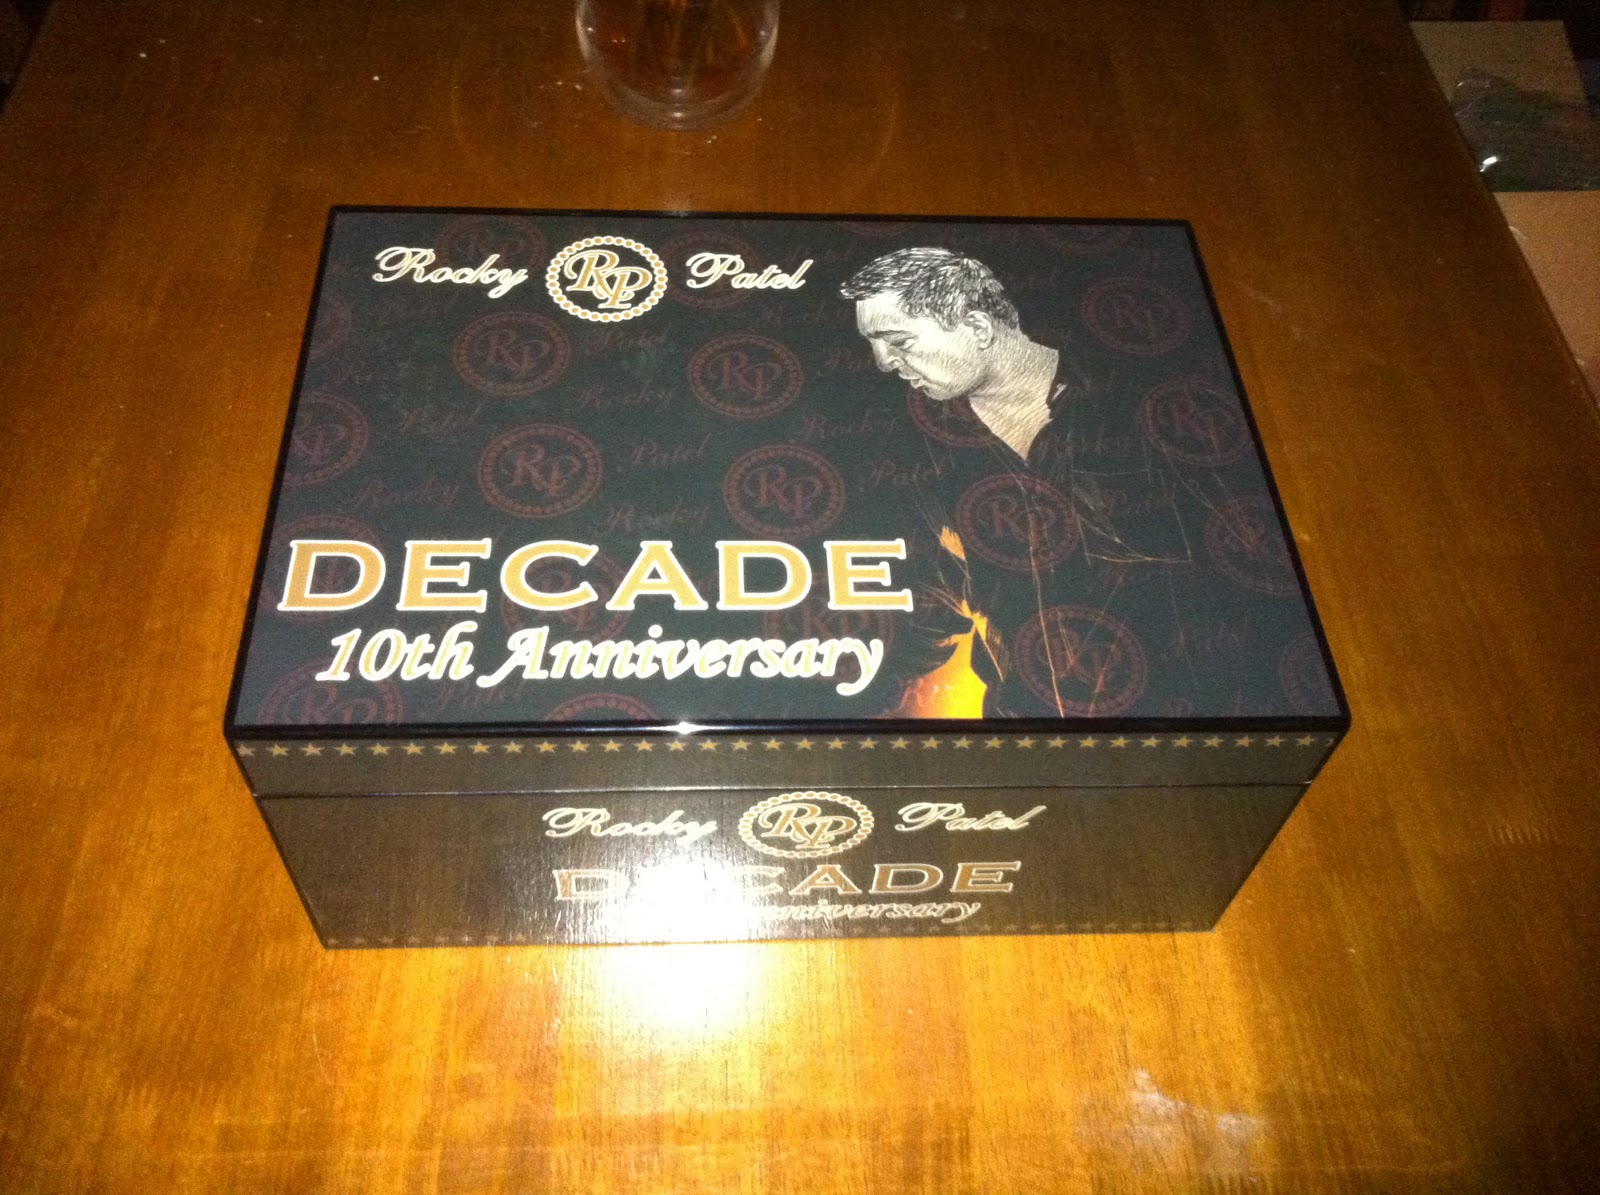 Rocky RP Patel
DECADE
10th Anniversary
Rocky RP Patel
DECADE
Anniversary